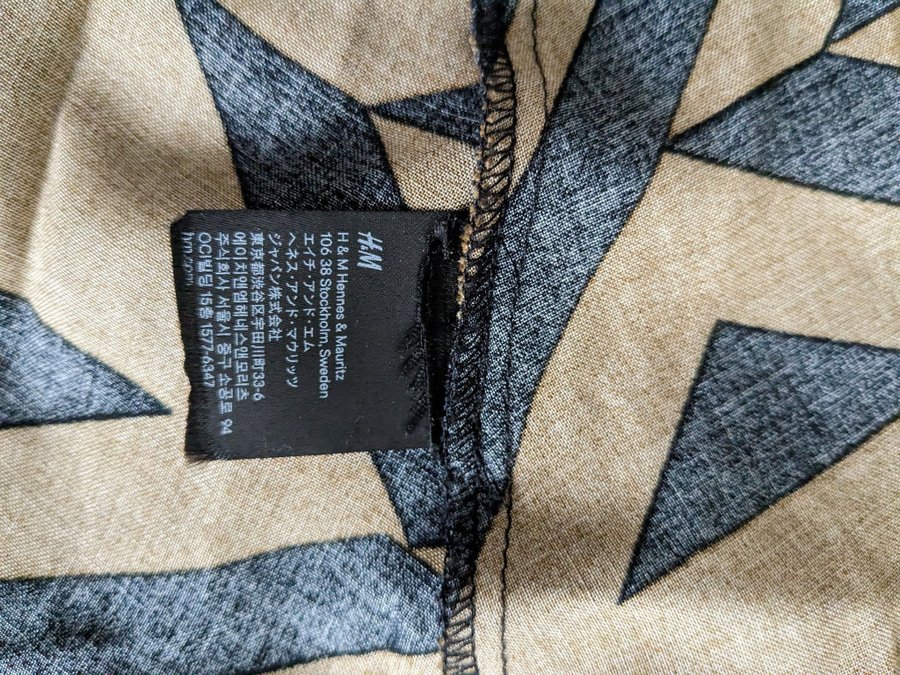 H&M
H & M Hennes & Mauritz
106 38 Stockholm, Sweden
エイチ・アンド・エム
ヘネス・アンド・マウリッツ
ジャパン株式会社
東京都渋谷区宇田川町33-6
에이치앤엠헤네스앤모리츠
주식회사 서울시 중구 소공로 94
OCI빌딩 15층 1577-6347